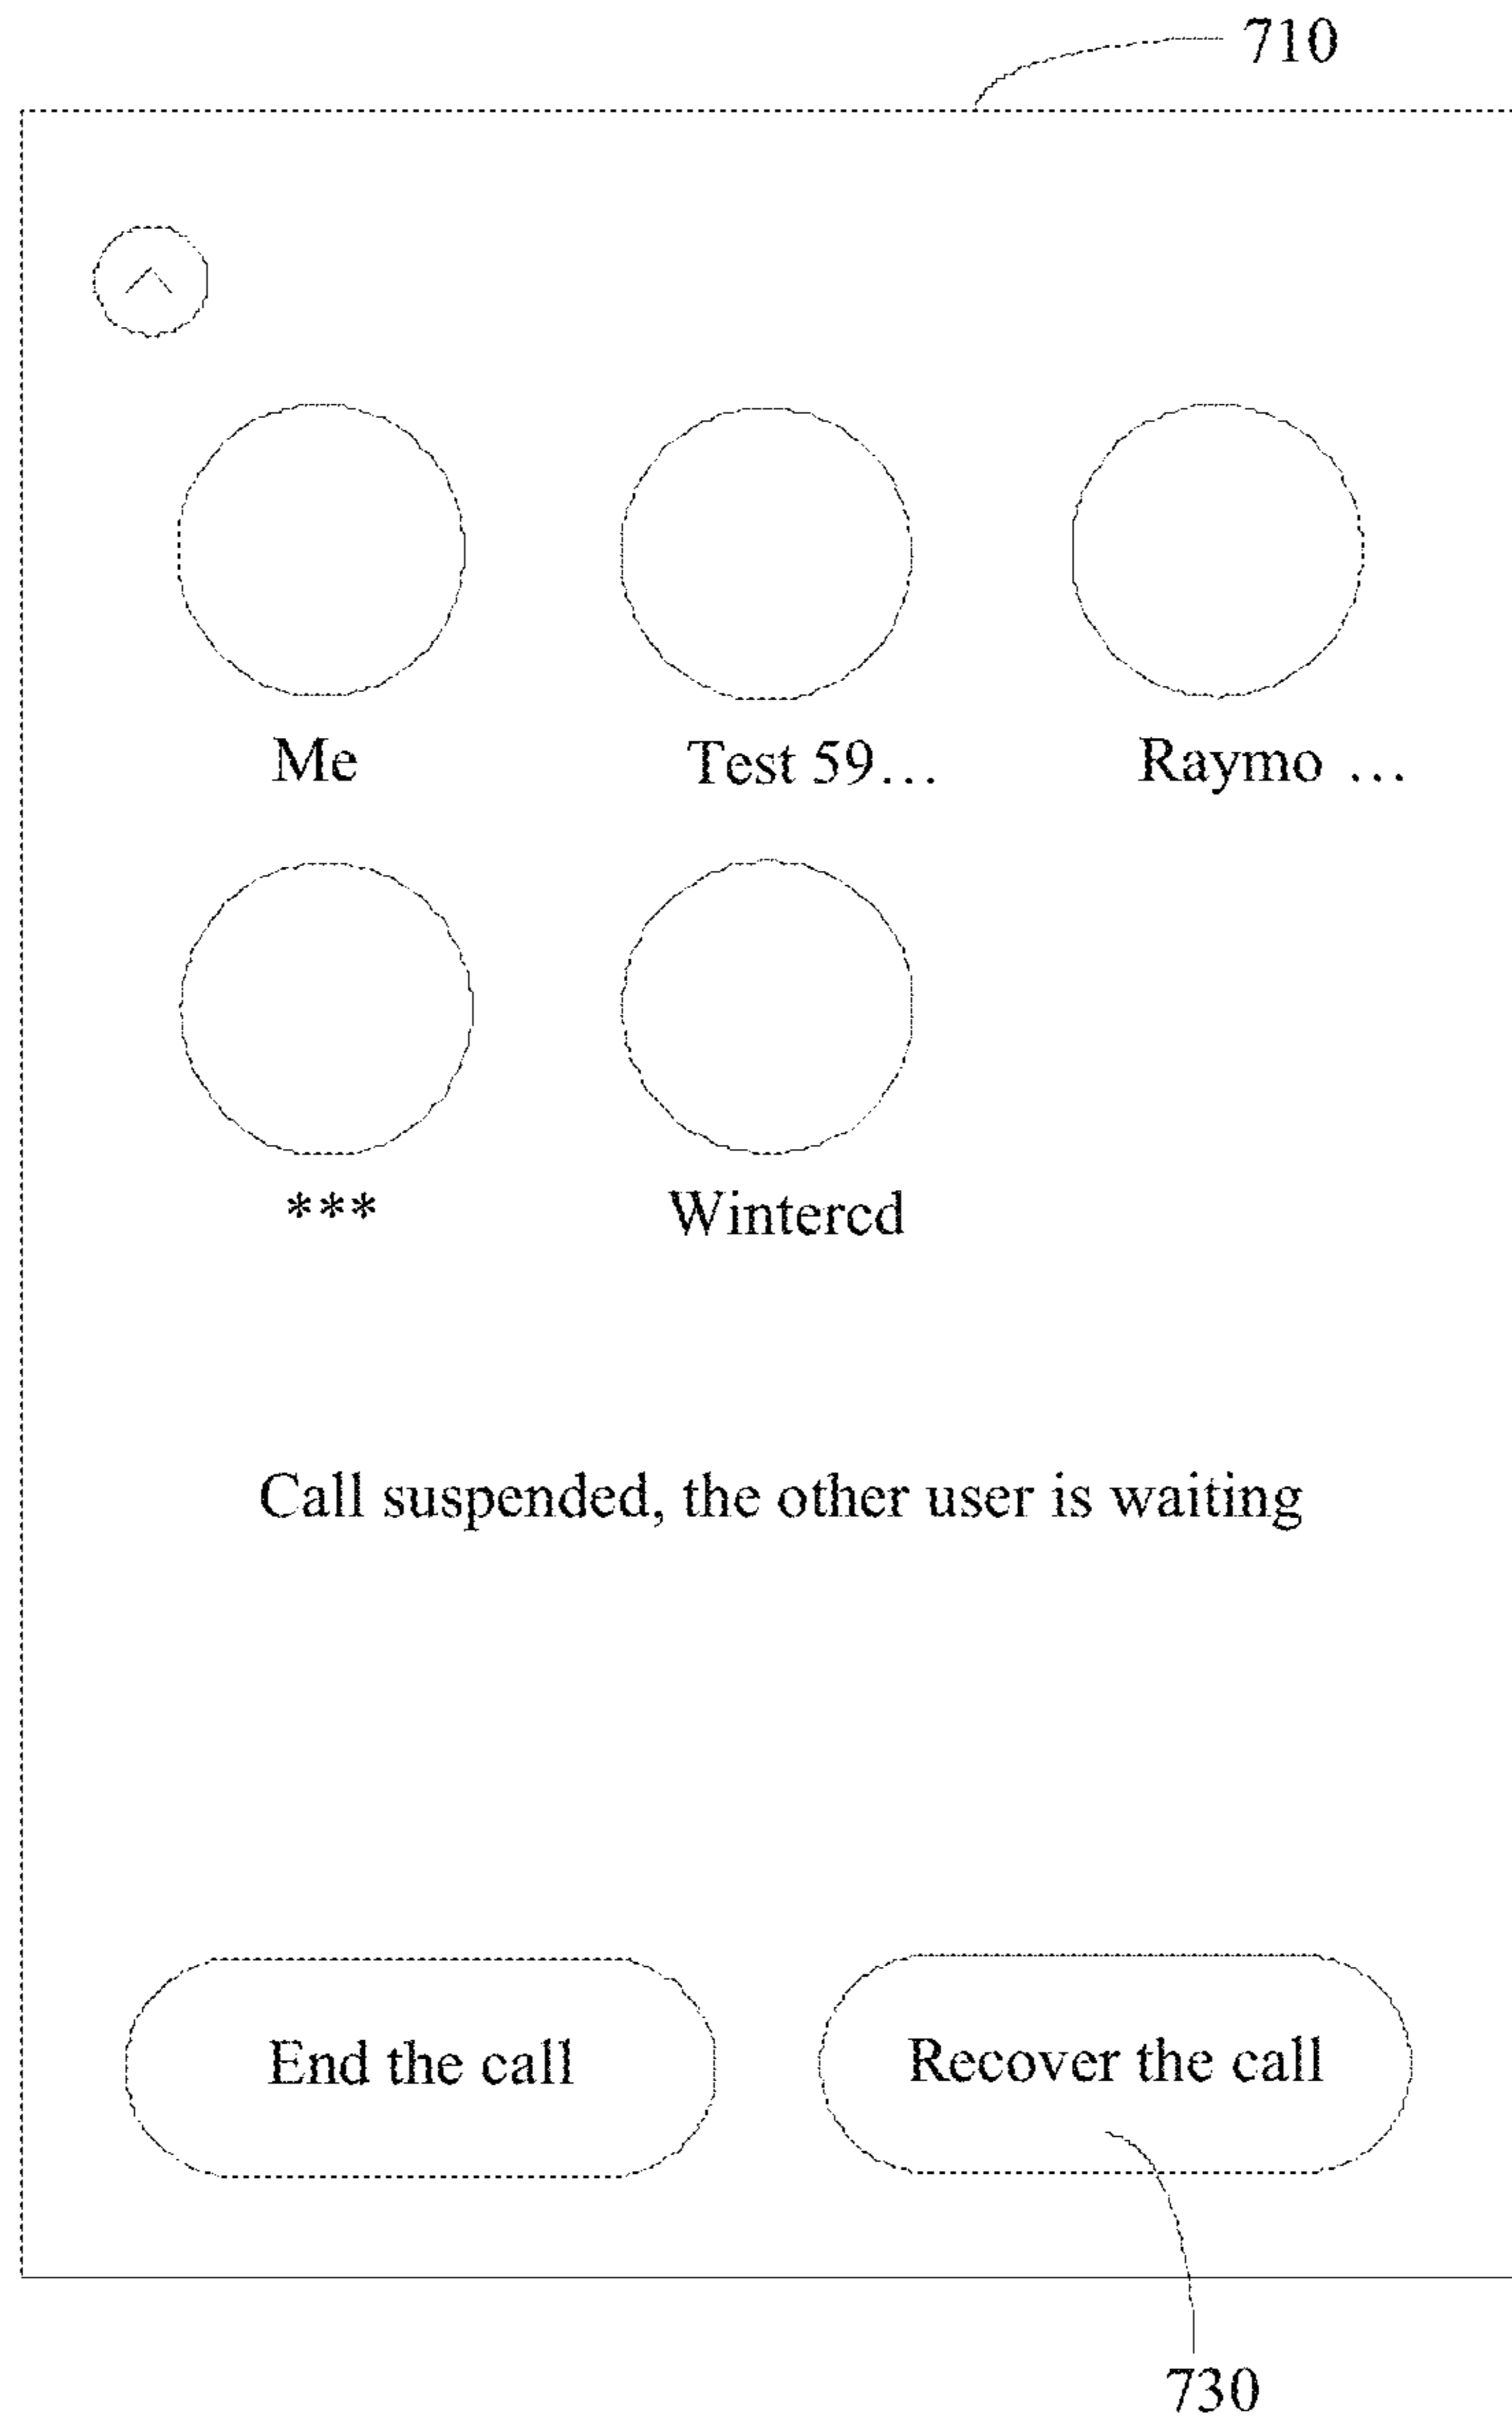 710
Me Test 59... Raymo ...
*** Wintercd
Call suspended, the other user is waiting
End the call Recover the call
730